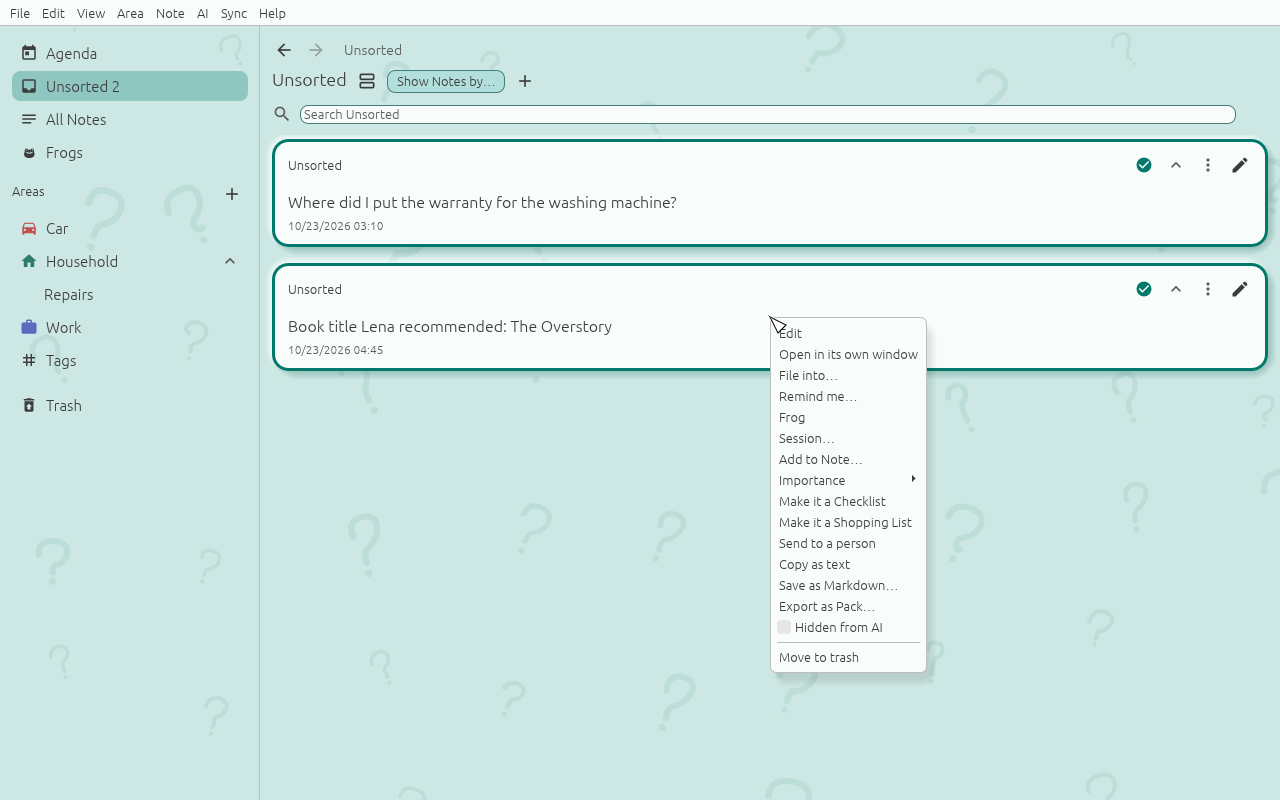 File Edit View Area Note AI Sync Help
Agenda
Unsorted 2
All Notes
Frogs
Areas
Car
Household
Repairs
Work
Tags
Trash
Unsorted
Unsorted Show Notes by…
Search Unsorted
Unsorted
Where did I put the warranty for the washing machine?
10/23/2026 03:10
Unsorted
Book title Lena recommended: The Overstory
10/23/2026 04:45
Edit
Open in its own window
File into…
Remind me…
Frog
Session…
Add to Note…
Importance
Make it a Checklist
Make it a Shopping List
Send to a person
Copy as text
Save as Markdown…
Export as Pack…
Hidden from AI
Move to trash